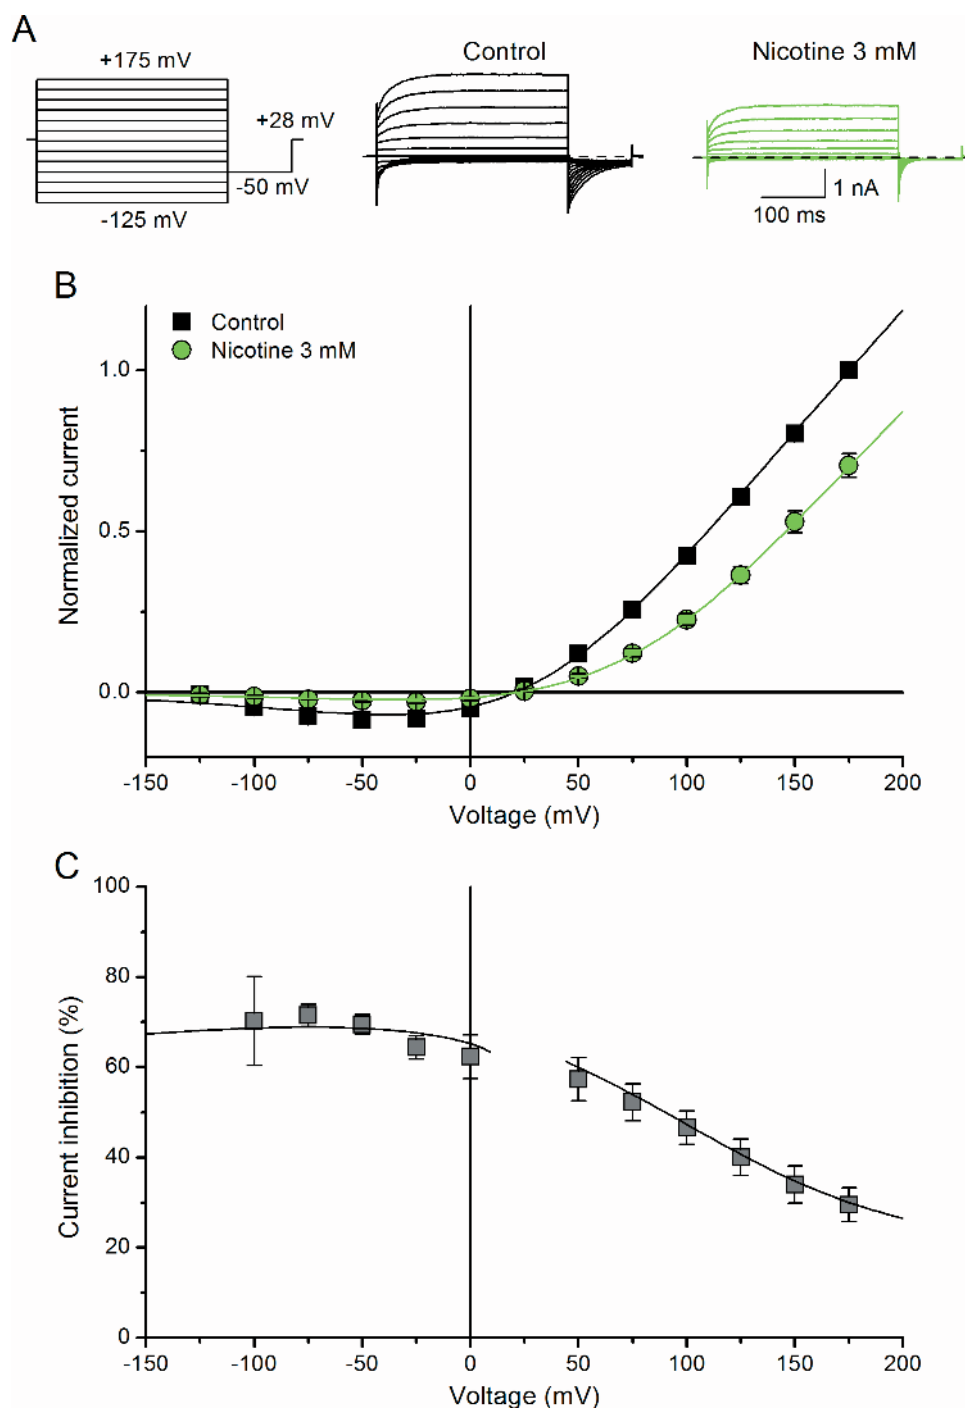 A
Control
Nicotine 3 mM
+175 mV
+28 mV
-50 mV
-125 mV
1 nA
100 ms
B
Control
Nicotine 3 mM
1.0
0.5
0.0
Normalized current
-150 -100 -50 0 50 100 150 200
Voltage (mV)
C
100
80
60
40
20
0
Current inhibition (%)
-150 -100 -50 0 50 100 150 200
Voltage (mV)